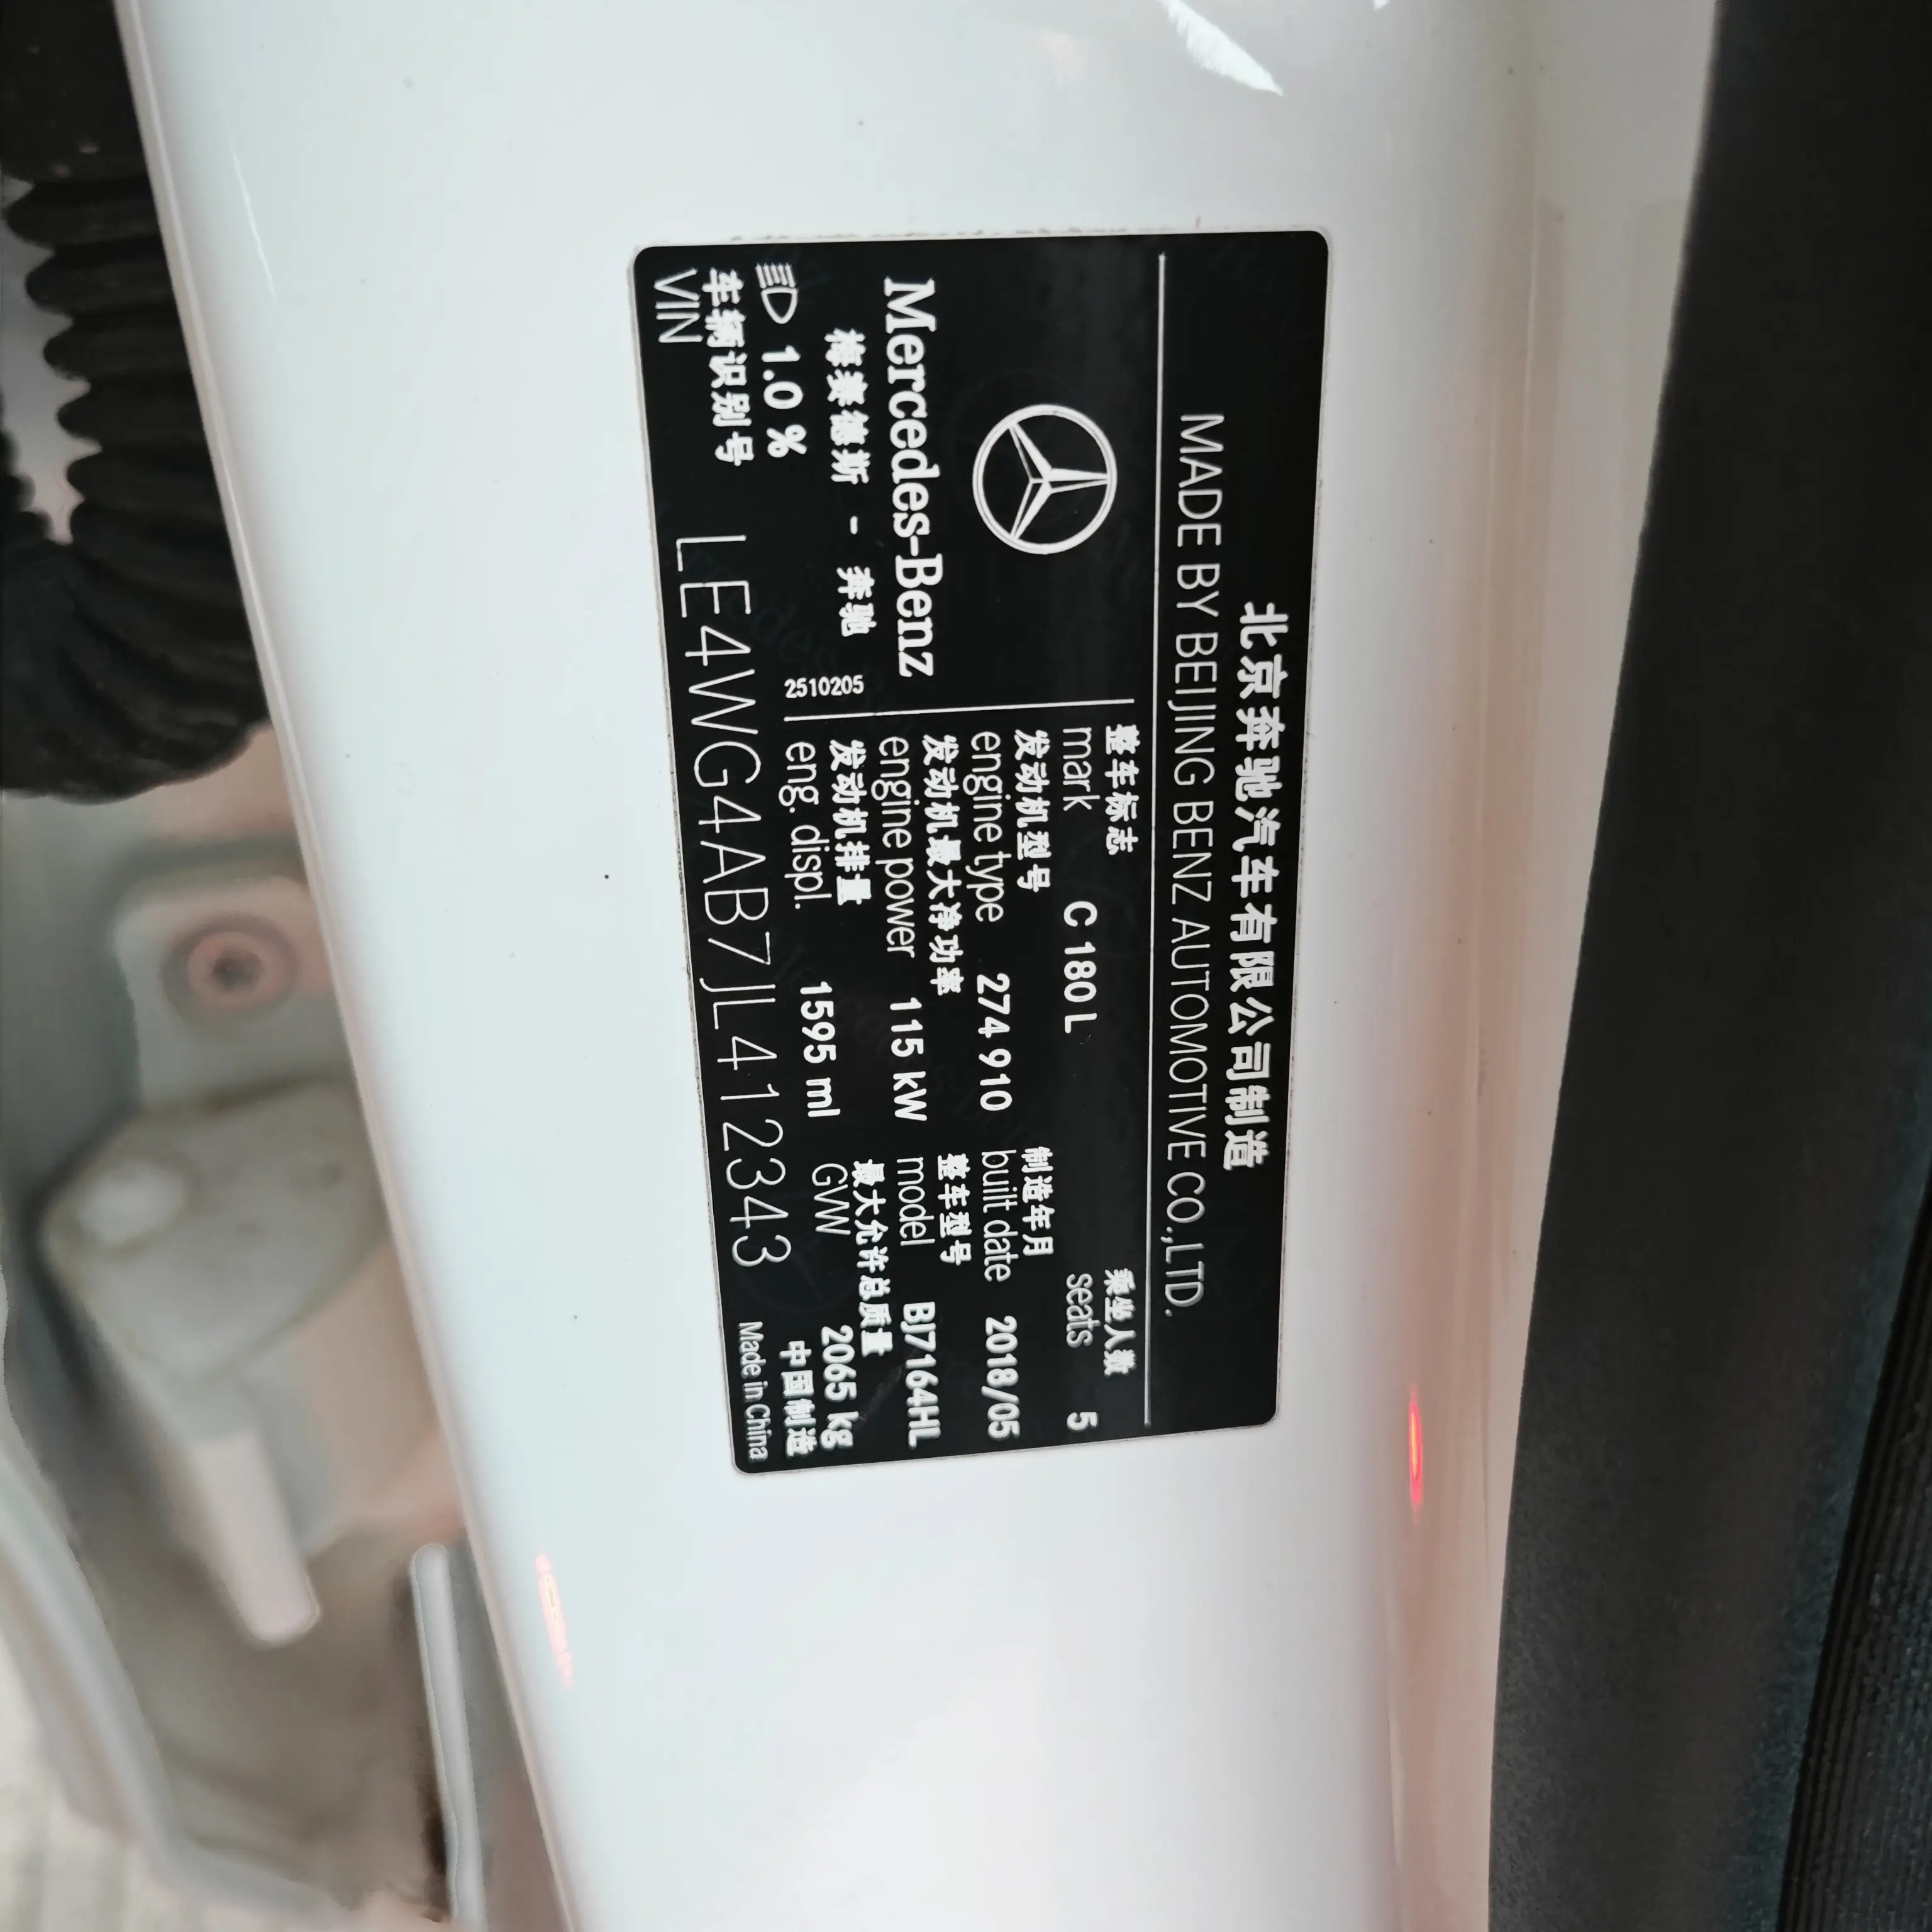 北京奔驰汽车有限公司制造
MADE BY BEIJING BENZ AUTOMOTIVE CO.,LTD.
Mercedes-Benz
梅赛德斯 - 奔驰
1.0 %
2510205
整车标志
mark C 180 L
乘坐人数
seats 5
发动机型号
engine type 274 910
制造年月
built date 2018/05
发动机最大净功率
engine power 115 kW
整车型号
model BJ7164HL
发动机排量
eng. displ. 1595 ml
最大允许总质量
GVW 2065 kg
车辆识别号
VIN LE4WG4AB7JL412343
中国制造
Made in China